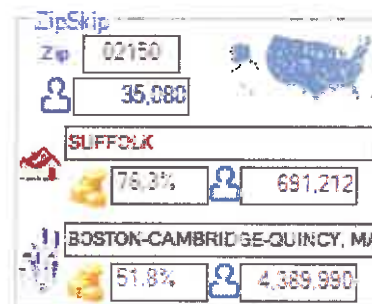 ZipSkip
Zip 02150
35,080
SUFFOLK
76.3% 691,212
BOSTON-CAMBRIDGE-QUINCY, MA
51.8% 4,389,990